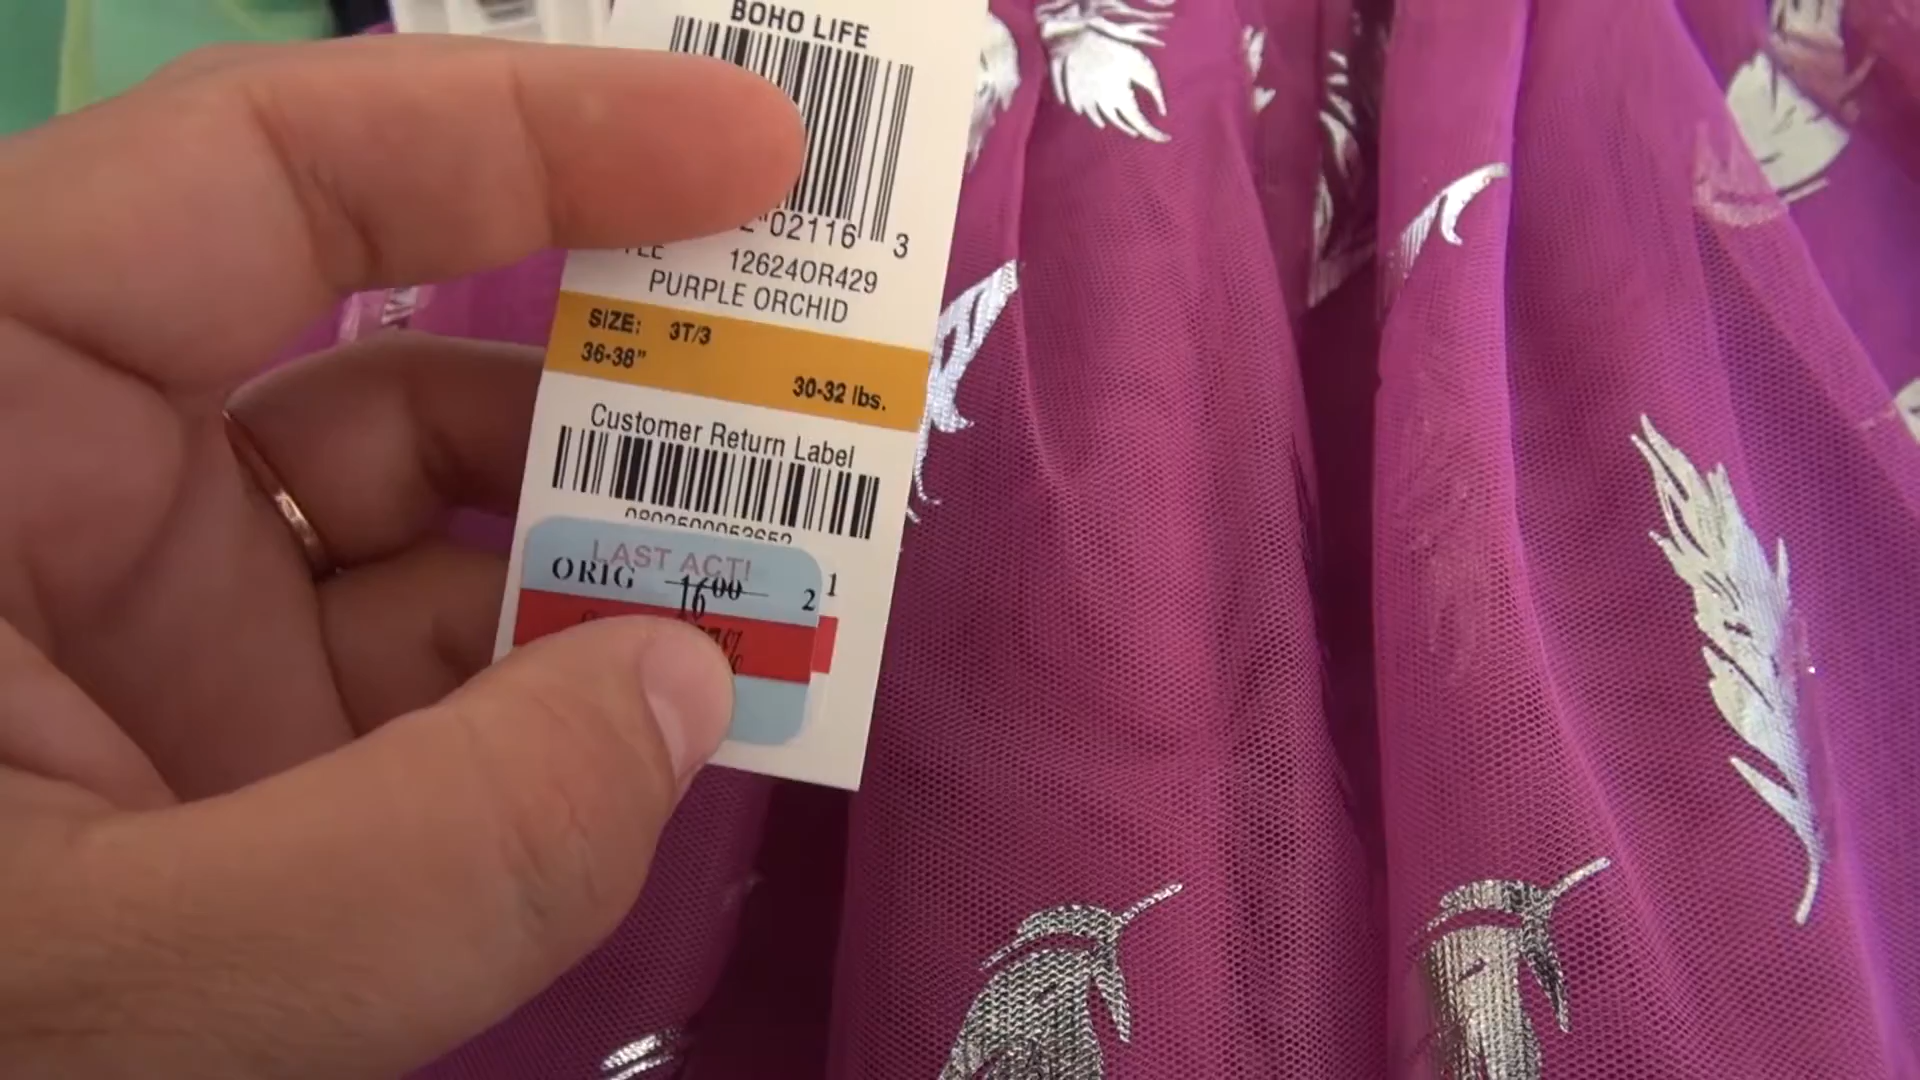 BOHO LIFE
02116 3
12624OR429
PURPLE ORCHID
SIZE: 3T/3
36-38"
30-32 lbs.
Customer Return Label
LAST ACT!
ORIG 16 00 2 1
%